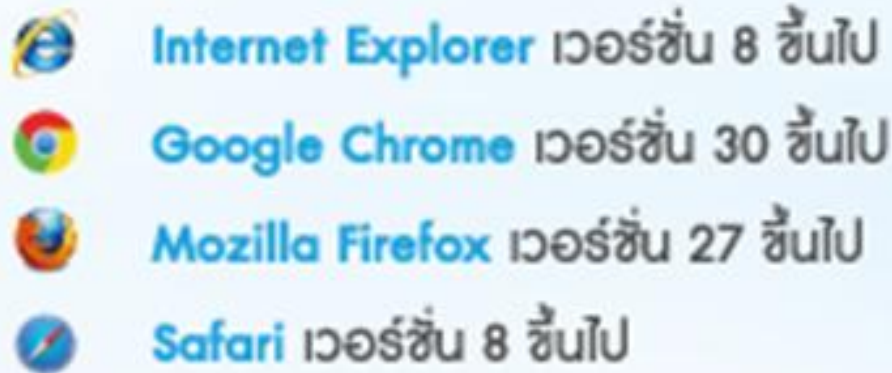 Internet Explorer เวอร์ชั่น 8 ขึ้นไป
Google Chrome เวอร์ชั่น 30 ขึ้นไป
Mozilla Firefox เวอร์ชั่น 27 ขึ้นไป
Safari เวอร์ชั่น 8 ขึ้นไป